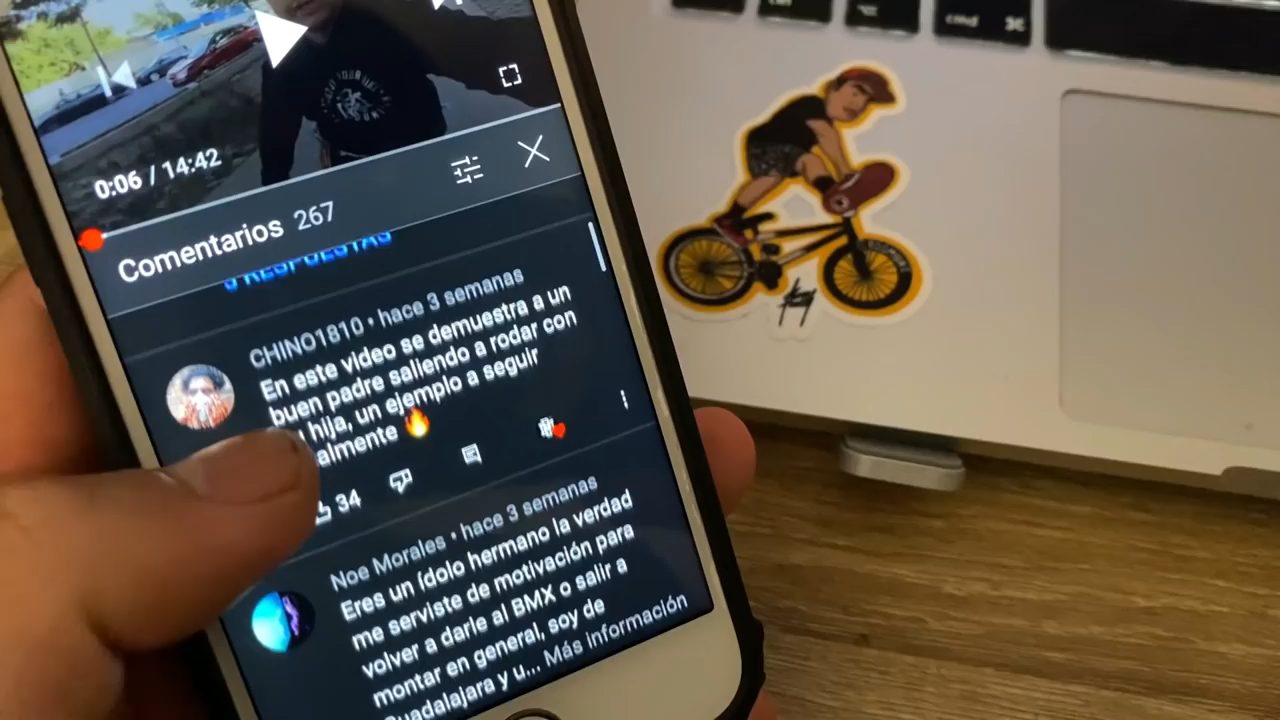 cmd ⌘
0:06 / 14:42
Comentarios 267
RESPUESTAS
CHINO1810 • hace 3 semanas
En este video se demuestra a un
buen padre saliendo a rodar con
hija, un ejemplo a seguir
almente 🔥
34
Noe Morales • hace 3 semanas
Eres un ídolo hermano la verdad
me serviste de motivación para
volver a darle al BMX o salir a
montar en general, soy de
Guadalajara y u... Más información